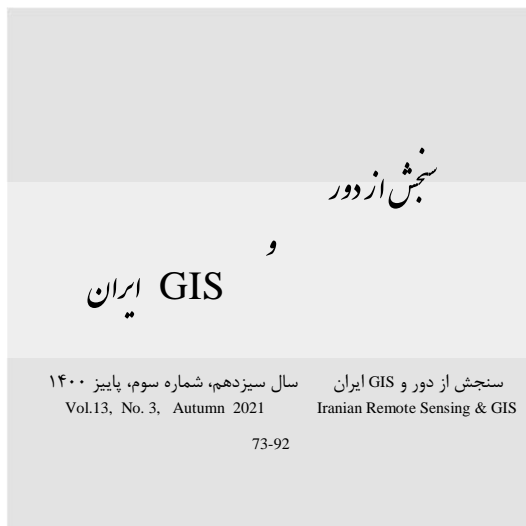 سنجش از دور
و
GIS ایران
سنجش از دور و GIS ایران
سال سیزدهم، شماره سوم، پاییز ۱۴۰۰
Iranian Remote Sensing & GIS
Vol.13, No. 3, Autumn 2021
73-92